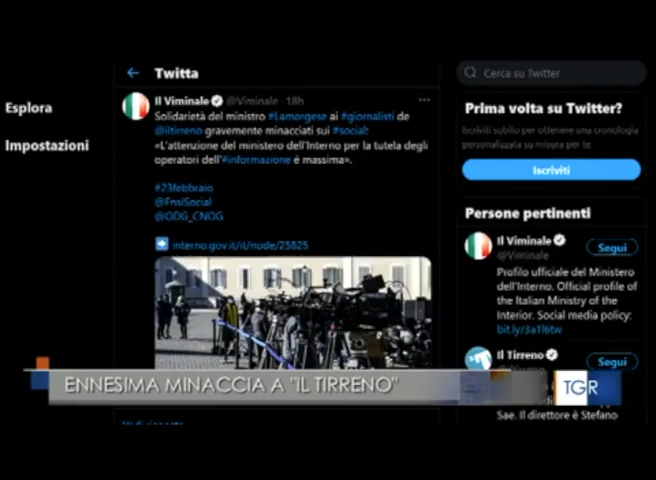 Twitta
Cerca su Twitter
Esplora
Impostazioni
Il Viminale @Viminale 18h
Solidarietà del ministro #Lamorgese ai #giornalisti de
@iltirreno gravemente minacciati sui #social:
«L'attenzione del ministero dell'Interno per la tutela degli
operatori dell'#informazione è massima».
#23febbraio
@FnsiSocial
@ODG_CNOG
interno.gov.it/it/node/25825
Prima volta su Twitter?
Iscriviti subito per ottenere una cronologia
personalizzata su misura per te.
Iscriviti
Persone pertinenti
Il Viminale
@Viminale
Segui
Profilo ufficiale del Ministero
dell'Interno. Official profile of
the Italian Ministry of the
Interior. Social media policy:
bit.ly/3a1l6tw
Il Tirreno
Segui
Sae. Il direttore è Stefano
ENNESIMA MINACCIA A "IL TIRRENO"
TGR